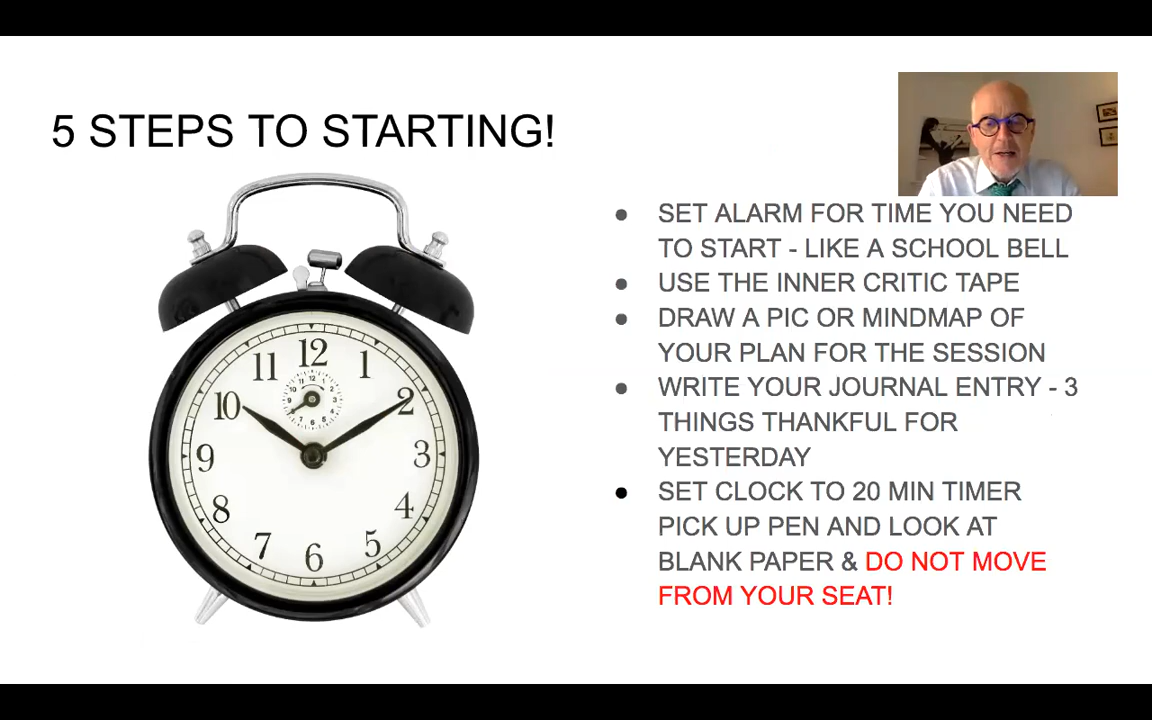 5 STEPS TO STARTING!
SET ALARM FOR TIME YOU NEED
TO START - LIKE A SCHOOL BELL
USE THE INNER CRITIC TAPE
DRAW A PIC OR MINDMAP OF
YOUR PLAN FOR THE SESSION
WRITE YOUR JOURNAL ENTRY - 3
THINGS THANKFUL FOR
YESTERDAY
SET CLOCK TO 20 MIN TIMER
PICK UP PEN AND LOOK AT
BLANK PAPER & DO NOT MOVE
FROM YOUR SEAT!
12
1
2
3
4
5
6
7
8
9
10
11